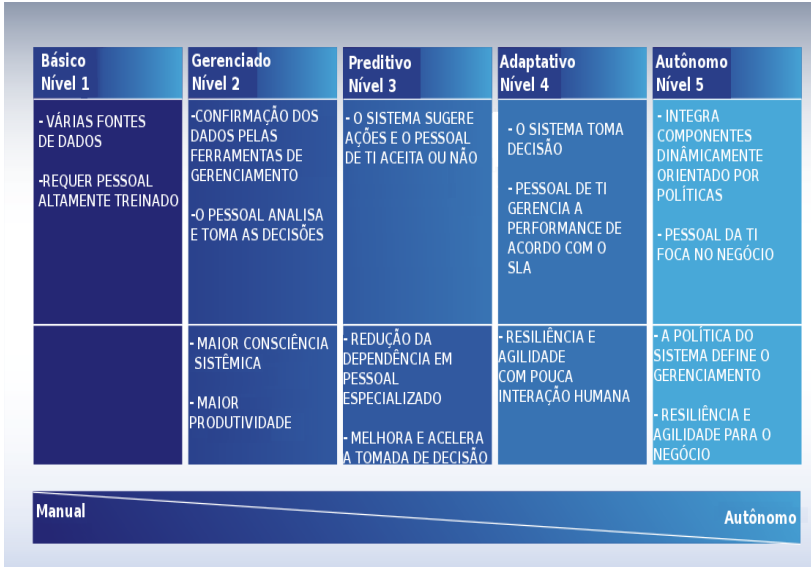 Básico
Nível 1
Gerenciado
Nível 2
Preditivo
Nível 3
Adaptativo
Nível 4
Autônomo
Nível 5
- VÁRIAS FONTES
DE DADOS
-REQUER PESSOAL
ALTAMENTE TREINADO
-CONFIRMAÇÃO DOS
DADOS PELAS
FERRAMENTAS DE
GERENCIAMENTO
-O PESSOAL ANALISA
E TOMA AS DECISÕES
- O SISTEMA SUGERE
AÇÕES E O PESSOAL
DE TI ACEITA OU NÃO
- O SISTEMA TOMA
DECISÃO
- PESSOAL DE TI
GERENCIA A
PERFORMANCE DE
ACORDO COM O
SLA
- INTEGRA
COMPONENTES
DINÂMICAMENTE
ORIENTADO POR
POLÍTICAS
- PESSOAL DA TI
FOCA NO NEGÓCIO
- MAIOR CONSCIÊNCIA
SISTÊMICA
- MAIOR
PRODUTIVIDADE
- REDUÇÃO DA
DEPENDÊNCIA EM
PESSOAL
ESPECIALIZADO
- MELHORA E ACELERA
A TOMADA DE DECISÃO
- RESILIÊNCIA E
AGILIDADE
COM POUCA
INTERAÇÃO HUMANA
- A POLÍTICA DO
SISTEMA DEFINE O
GERENCIAMENTO
- RESILIÊNCIA E
AGILIDADE PARA O
NEGÓCIO
Manual
Autônomo